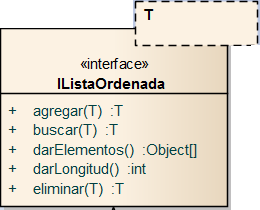 T
«interface»
IListaOrdenada
+ agregar(T) :T
+ buscar(T) :T
+ darElementos() :Object[]
+ darLongitud() :int
+ eliminar(T) :T